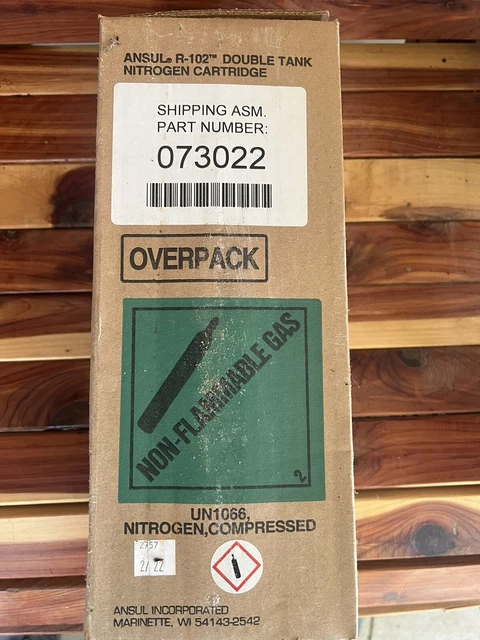 ANSUL® R-102™ DOUBLE TANK
NITROGEN CARTRIDGE
SHIPPING ASM.
PART NUMBER:
073022
OVERPACK
NON-FLAMMABLE GAS
2
UN1066,
NITROGEN,COMPRESSED
2757
2/ 22
ANSUL INCORPORATED
MARINETTE, WI 54143-2542